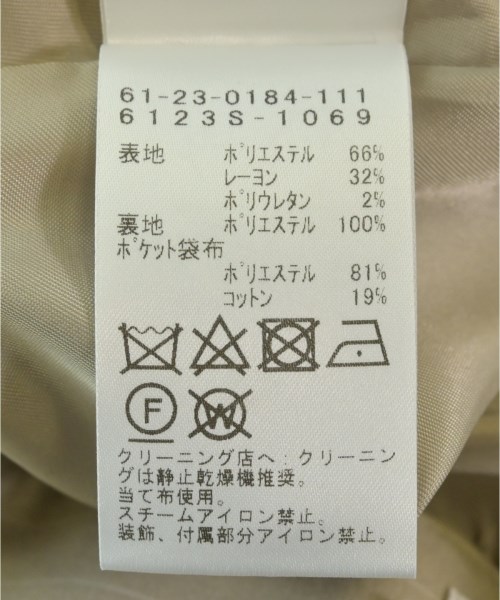 61-23-0184-111
6123S-1069
表地 ポリエステル 66%
レーヨン 32%
ポリウレタン 2%
裏地 ポリエステル 100%
ポケット袋布
ポリエステル 81%
コットン 19%
F W
クリーニング店へ:クリーニン
グは静止乾燥機推奨。
当て布使用。
スチームアイロン禁止。
装飾、付属部分アイロン禁止。